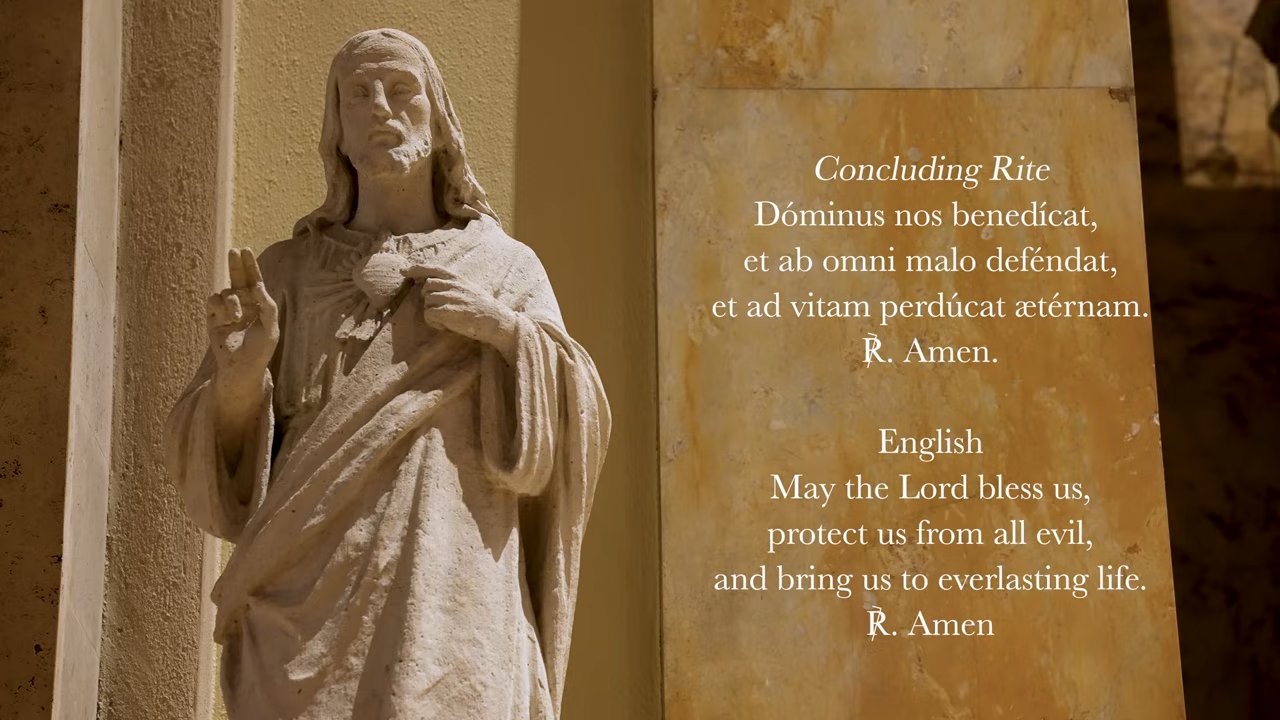 Concluding Rite
Dóminus nos benedícat,
et ab omni malo deféndat,
et ad vitam perdúcat ætérnam.
℟. Amen.
English
May the Lord bless us,
protect us from all evil,
and bring us to everlasting life.
℟. Amen